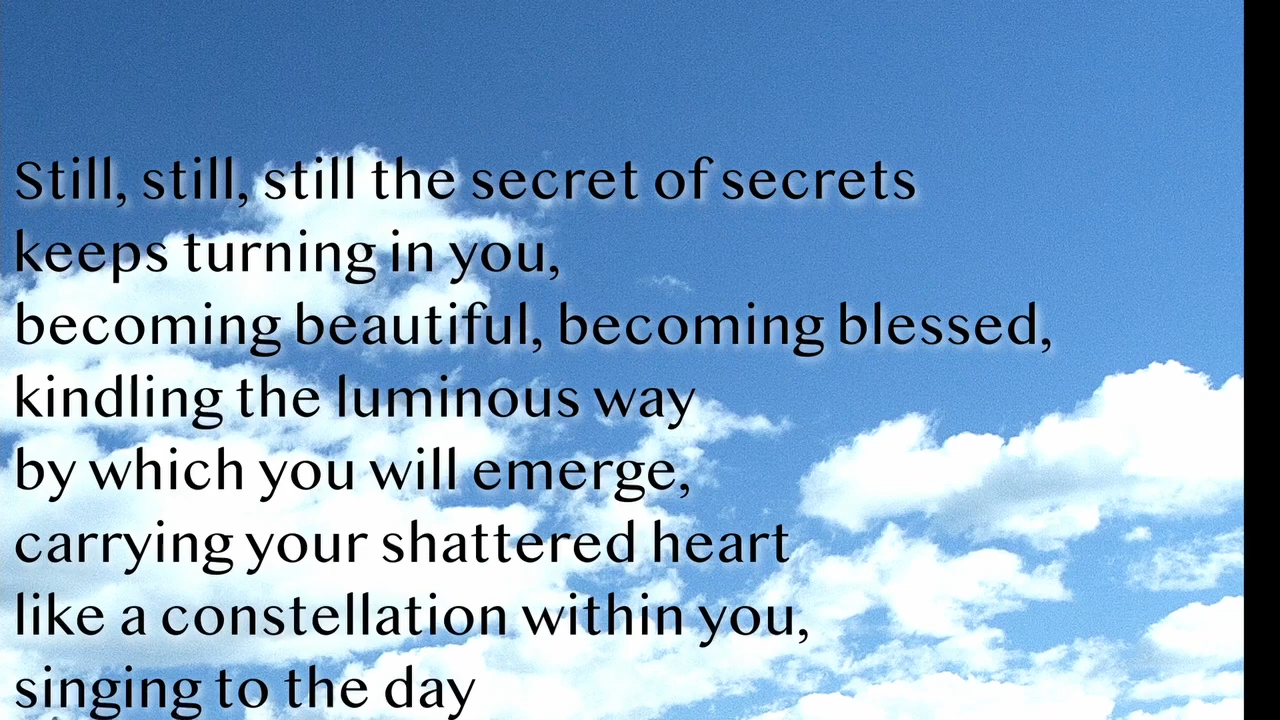 Still, still, still the secret of secrets
keeps turning in you,
becoming beautiful, becoming blessed,
kindling the luminous way
by which you will emerge,
carrying your shattered heart
like a constellation within you,
singing to the day